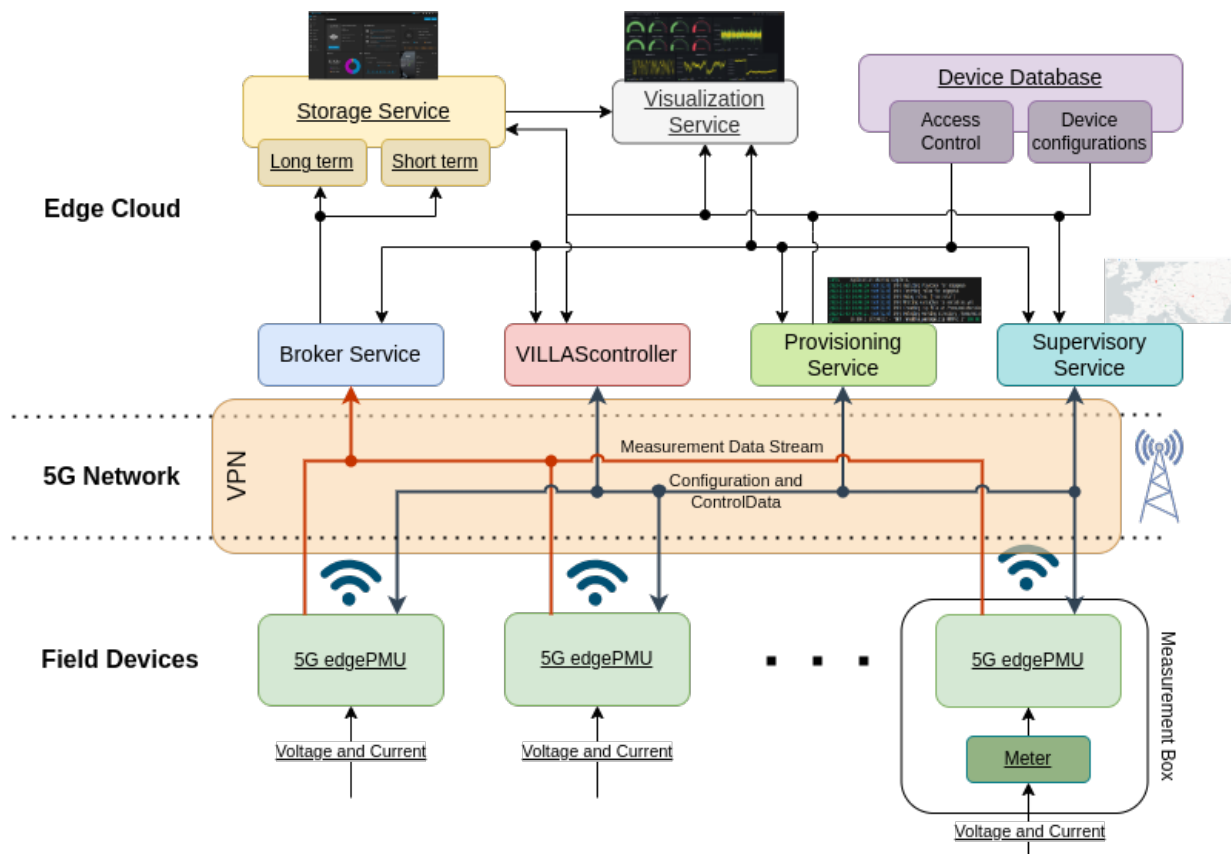 Storage Service
Long term
Short term
Visualization
Service
Device Database
Access
Control
Device
configurations
Edge Cloud
Broker Service
VILLAScontroller
Provisioning
Service
Supervisory
Service
5G Network
VPN
Measurement Data Stream
Configuration and
ControlData
Field Devices
5G edgePMU
5G edgePMU
5G edgePMU
Meter
Measurement Box
Voltage and Current
Voltage and Current
Voltage and Current